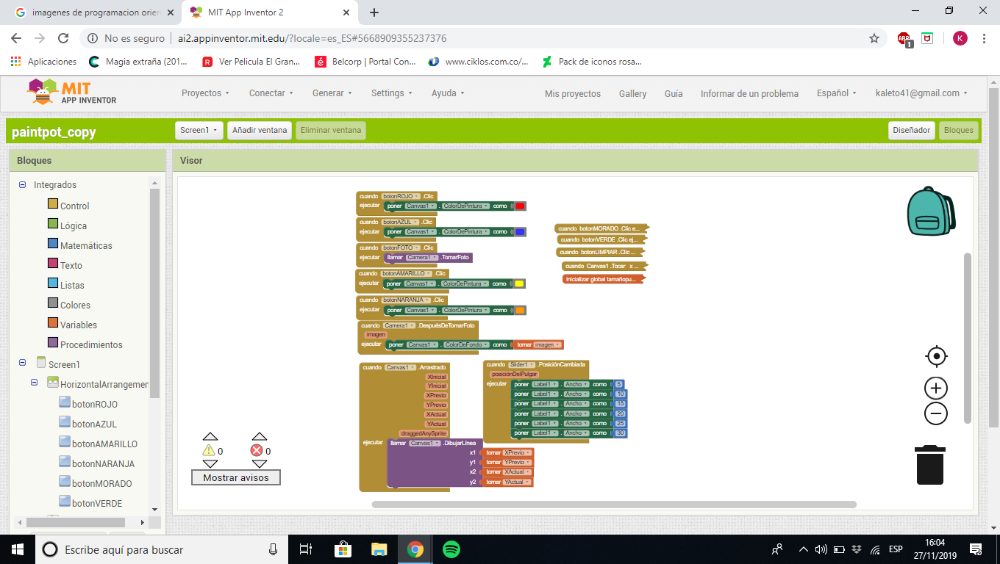 imagenes de programacion orien
MIT App Inventor 2
No es seguro
ai2.appinventor.mit.edu/?locale=es_ES#5668909355237376
ABP
1
K
Aplicaciones
Magia extraña (201...
Ver Pelicula El Gran...
Belcorp | Portal Con...
www.ciklos.com.co/...
Pack de iconos rosa...
MIT
APP INVENTOR
Proyectos
Conectar
Generar
Settings
Ayuda
Mis proyectos
Gallery
Guía
Informar de un problema
Español
kaleto41@gmail.com
paintpot_copy
Screen1
Añadir ventana
Eliminar ventana
Diseñador
Bloques
Bloques
Visor
Integrados
Control
Lógica
Matemáticas
Texto
Listas
Colores
Variables
Procedimientos
Screen1
HorizontalArrangemen
botonROJO
botonAZUL
botonAMARILLO
botonNARANJA
botonMORADO
botonVERDE
cuando botonROJO .Clic
ejecutar poner Canvas1 . ColorDePintura como
cuando botonAZUL .Clic
ejecutar poner Canvas1 . ColorDePintura como
cuando botonFOTO .Clic
ejecutar llamar Camera1 .TomarFoto
cuando botonAMARILLO .Clic
ejecutar poner Canvas1 . ColorDePintura como
cuando botonNARANJA .Clic
ejecutar poner Canvas1 . ColorDePintura como
cuando Camera1 .DespuésDeTomarFoto
imagen
ejecutar poner Canvas1 . ColorDeFondo como tomar imagen
cuando Canvas1 .Arrastrado
XInicial
YInicial
XPrevio
YPrevio
XActual
YActual
draggedAnySprite
ejecutar llamar Canvas1 .DibujarLínea
x1 tomar XPrevio
y1 tomar YPrevio
x2 tomar XActual
y2 tomar YActual
cuando Slider1 .PosiciónCambiada
posiciónDelPulgar
ejecutar poner Label1 . Ancho como 5
poner Label1 . Ancho como 10
poner Label1 . Ancho como 15
poner Label1 . Ancho como 20
poner Label1 . Ancho como 25
poner Label1 . Ancho como 30
cuando botonMORADO .Clic e...
cuando botonVERDE .Clic ej...
cuando botonLIMPIAR .Clic ...
cuando Canvas1 .Tocar x ...
inicializar global tamañopu...
0
0
Mostrar avisos
Escribe aquí para buscar
ESP
16:04
27/11/2019